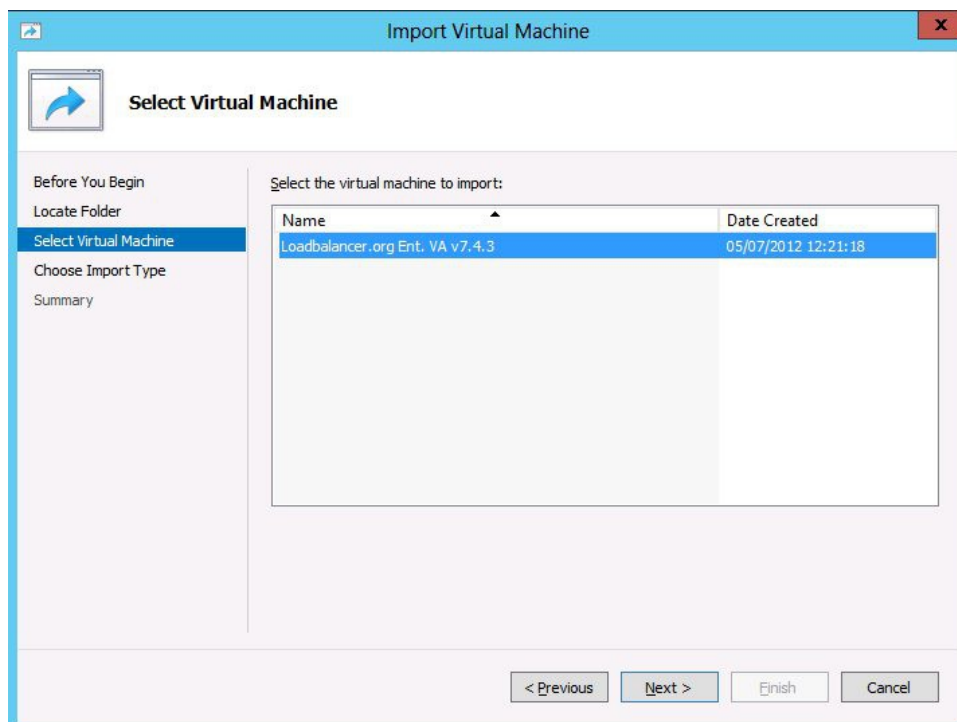 Import Virtual Machine
x
Select Virtual Machine
Before You Begin
Locate Folder
Select Virtual Machine
Choose Import Type
Summary
Select the virtual machine to import:
Name Date Created
Loadbalancer.org Ent. VA v7.4.3 05/07/2012 12:21:18
< Previous Next > Finish Cancel